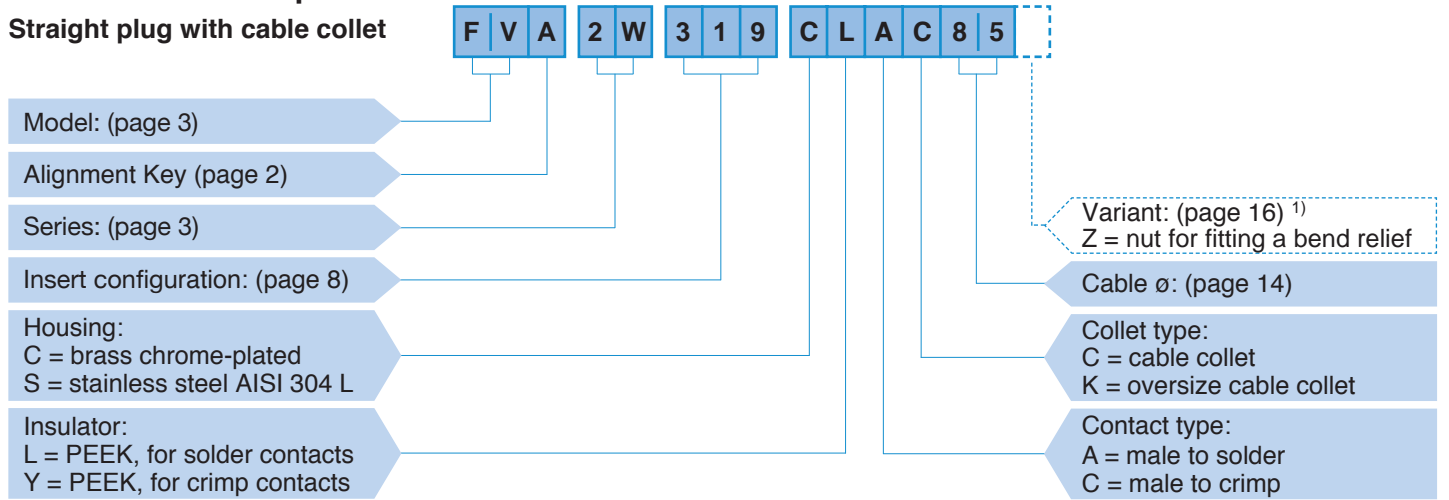 Straight plug with cable collet
F V A 2 W 3 1 9 C L A C 8 5
Model: (page 3)
Alignment Key (page 2)
Series: (page 3)
Insert configuration: (page 8)
Housing:
C = brass chrome-plated
S = stainless steel AISI 304 L
Insulator:
L = PEEK, for solder contacts
Y = PEEK, for crimp contacts
Variant: (page 16) 1)
Z = nut for fitting a bend relief
Cable ø: (page 14)
Collet type:
C = cable collet
K = oversize cable collet
Contact type:
A = male to solder
C = male to crimp